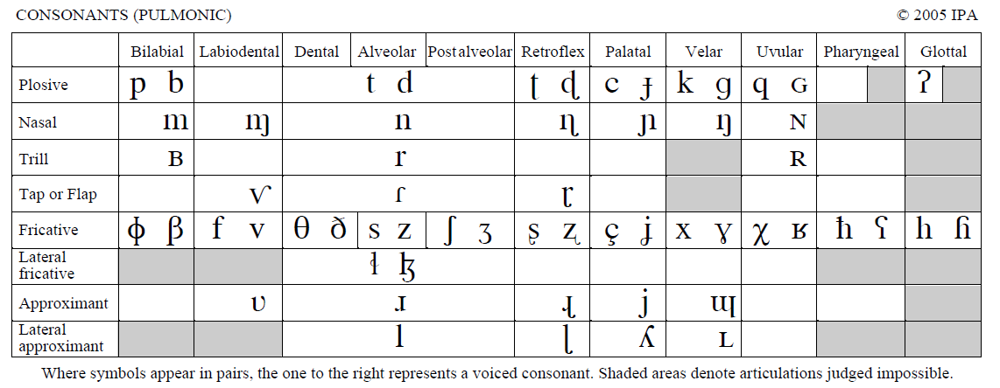 CONSONANTS (PULMONIC) © 2005 IPA
Bilabial Labiodental Dental Alveolar Postalveolar Retroflex Palatal Velar Uvular Pharyngeal Glottal
Plosive p b t d ʈ ɖ c ɟ k ɡ q ɢ ʔ
Nasal m ɱ n ɳ ɲ ŋ ɴ
Trill ʙ r ʀ
Tap or Flap ⱱ ɾ ɽ
Fricative ɸ β f v θ ð s z ʃ ʒ ʂ ʐ ç ʝ x ɣ χ ʁ ħ ʕ h ɦ
Lateral
fricative ɬ ɮ
Approximant ʋ ɹ ɻ j ɰ
Lateral
approximant l ɭ ʎ ʟ
Where symbols appear in pairs, the one to the right represents a voiced consonant. Shaded areas denote articulations judged impossible.